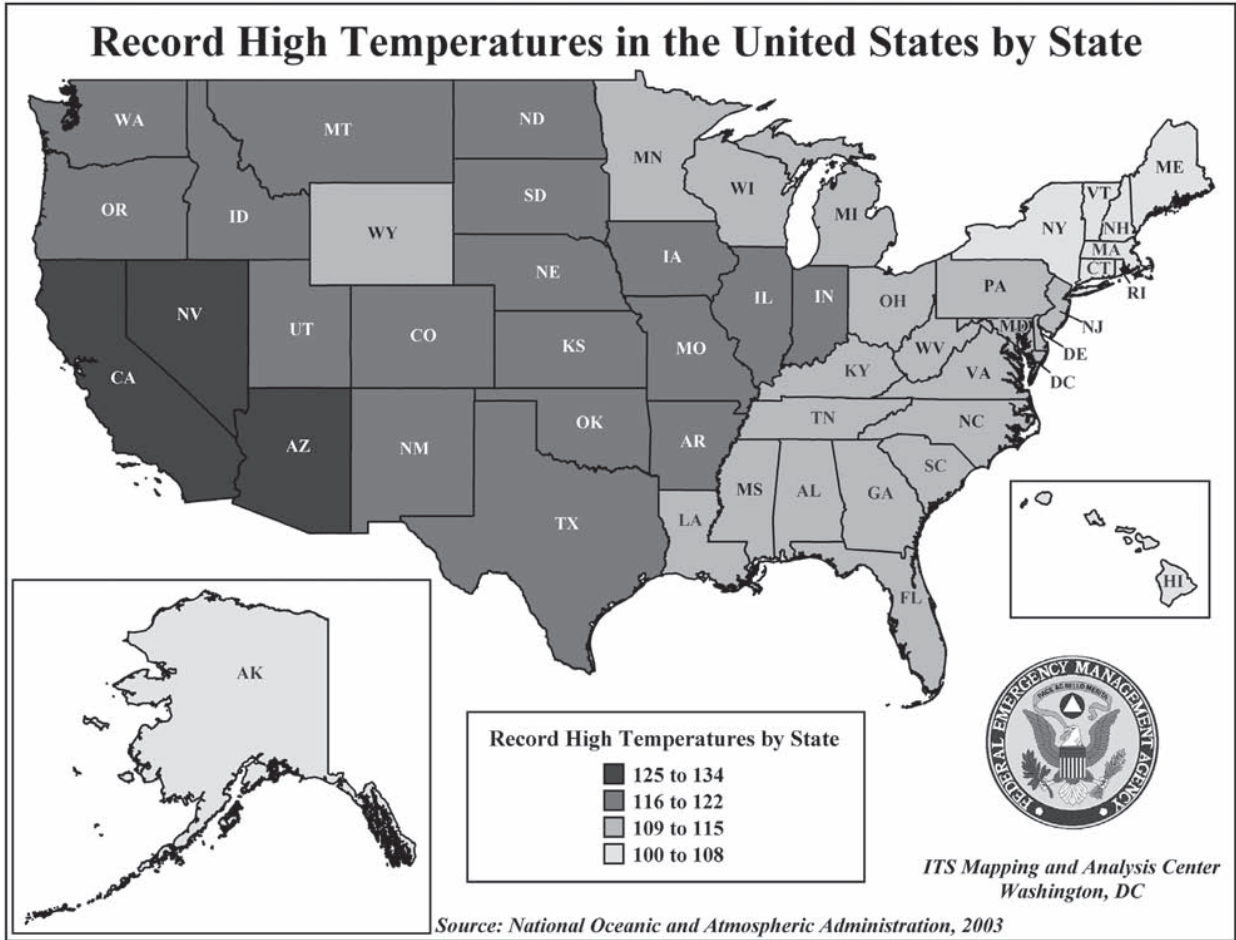 Record High Temperatures in the United States by State
WA
MT
ND
MN
ME
OR
ID
SD
WI
MI
VT
NH
NY
WY
MA
CT
RI
NE
IA
PA
NV
UT
CO
IL
IN
OH
NJ
MD
DE
DC
CA
KS
MO
WV
VA
KY
AZ
NM
OK
AR
TN
NC
SC
TX
MS
AL
GA
LA
FL
HI
AK
Record High Temperatures by State
125 to 134
116 to 122
109 to 115
100 to 108
FEDERAL EMERGENCY MANAGEMENT AGENCY
PACE AC BELLO MERITA
ITS Mapping and Analysis Center
Washington, DC
Source: National Oceanic and Atmospheric Administration, 2003